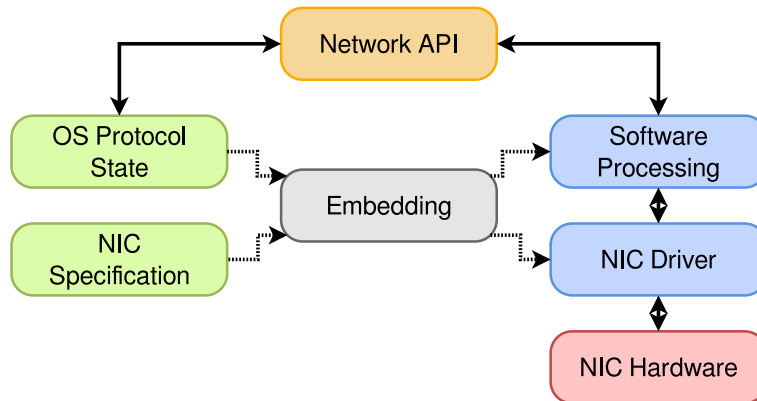 Network API
OS Protocol
State
Software
Processing
Embedding
NIC
Specification
NIC Driver
NIC Hardware